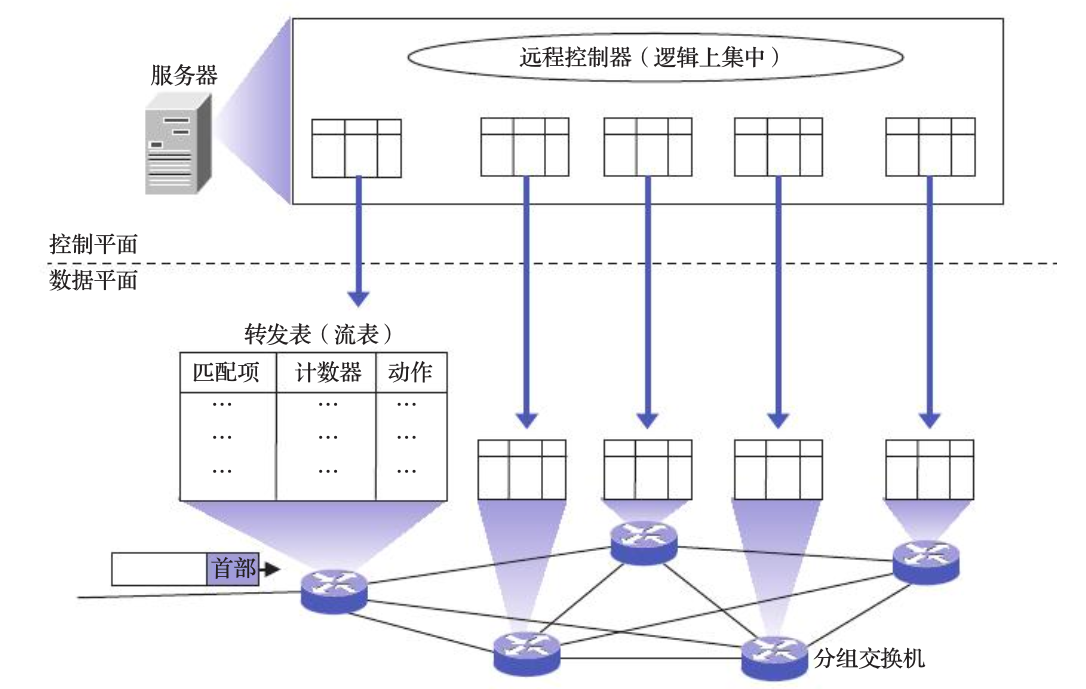 远程控制器（逻辑上集中）
服务器
控制平面
数据平面
转发表（流表）
匹配项 计数器 动作
… … …
… … …
… … …
首部
分组交换机